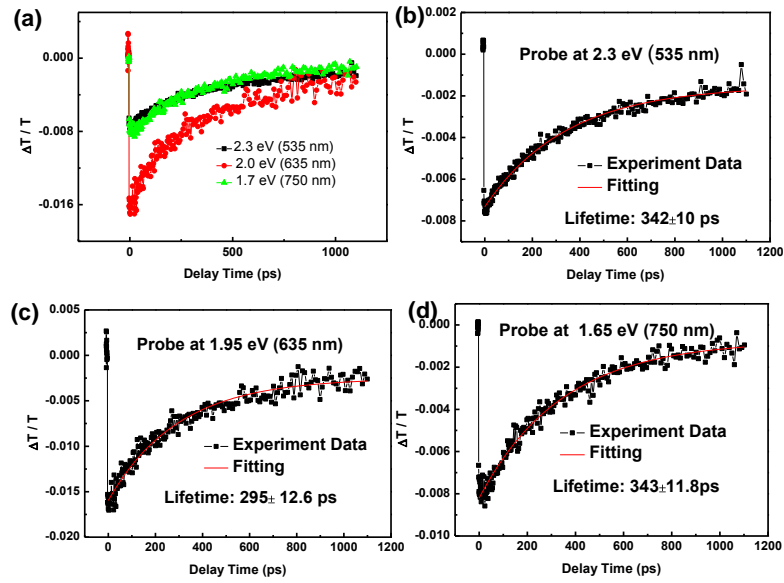 (a)
0.000
-0.008
-0.016
ΔT / T
2.3 eV (535 nm)
2.0 eV (635 nm)
1.7 eV (750 nm)
0 500 1000
Delay Time (ps)
(b)
Probe at 2.3 eV (535 nm)
0.000
-0.002
-0.004
-0.006
-0.008
ΔT / T
Experiment Data
Fitting
Lifetime: 342±10 ps
0 200 400 600 800 1000 1200
Delay Time (ps)
(c)
0.005
0.000
-0.005
-0.010
-0.015
-0.020
ΔT / T
Probe at 1.95 eV (635 nm)
Experiment Data
Fitting
Lifetime: 295± 12.6 ps
0 200 400 600 800 1000 1200
Delay Time (ps)
(d)
0.000
-0.002
-0.004
-0.006
-0.008
-0.010
ΔT / T
Probe at 1.65 eV (750 nm)
Experiment Data
Fitting
Lifetime: 343±11.8ps
0 200 400 600 800 1000 1200
Delay Time (ps)